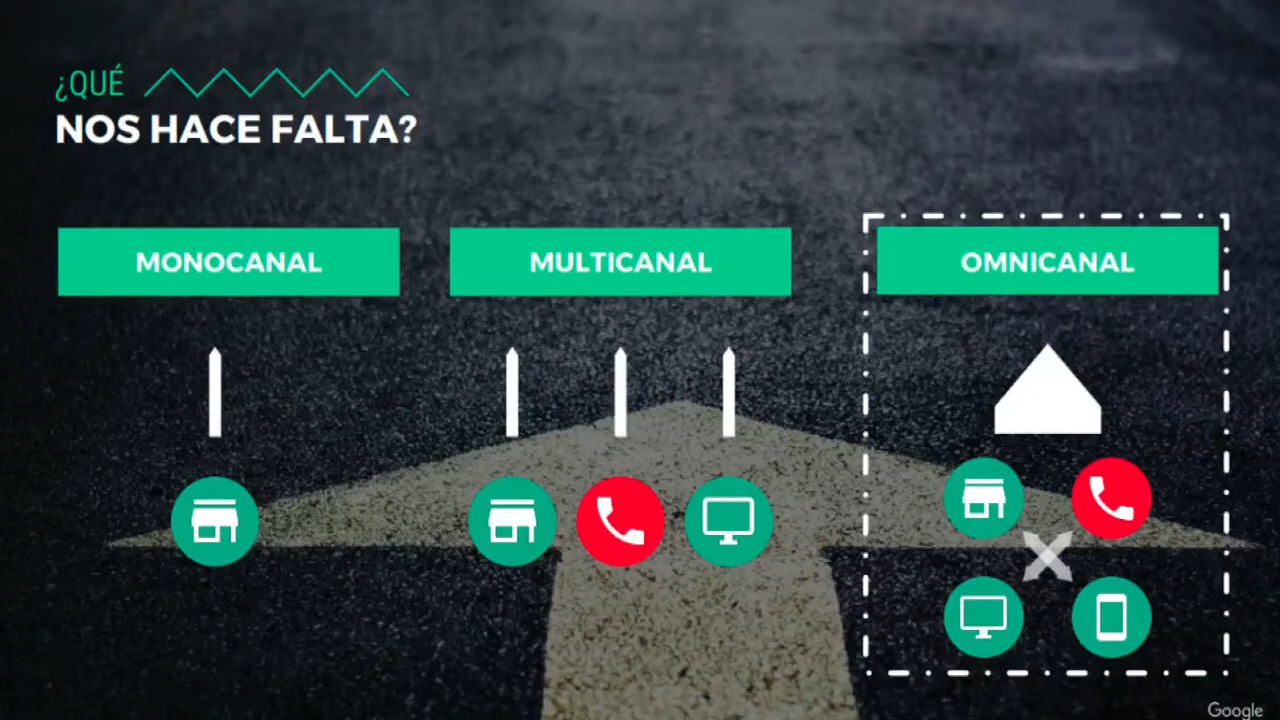 ¿QUÉ
NOS HACE FALTA?
MONOCANAL
MULTICANAL
OMNICANAL
Google